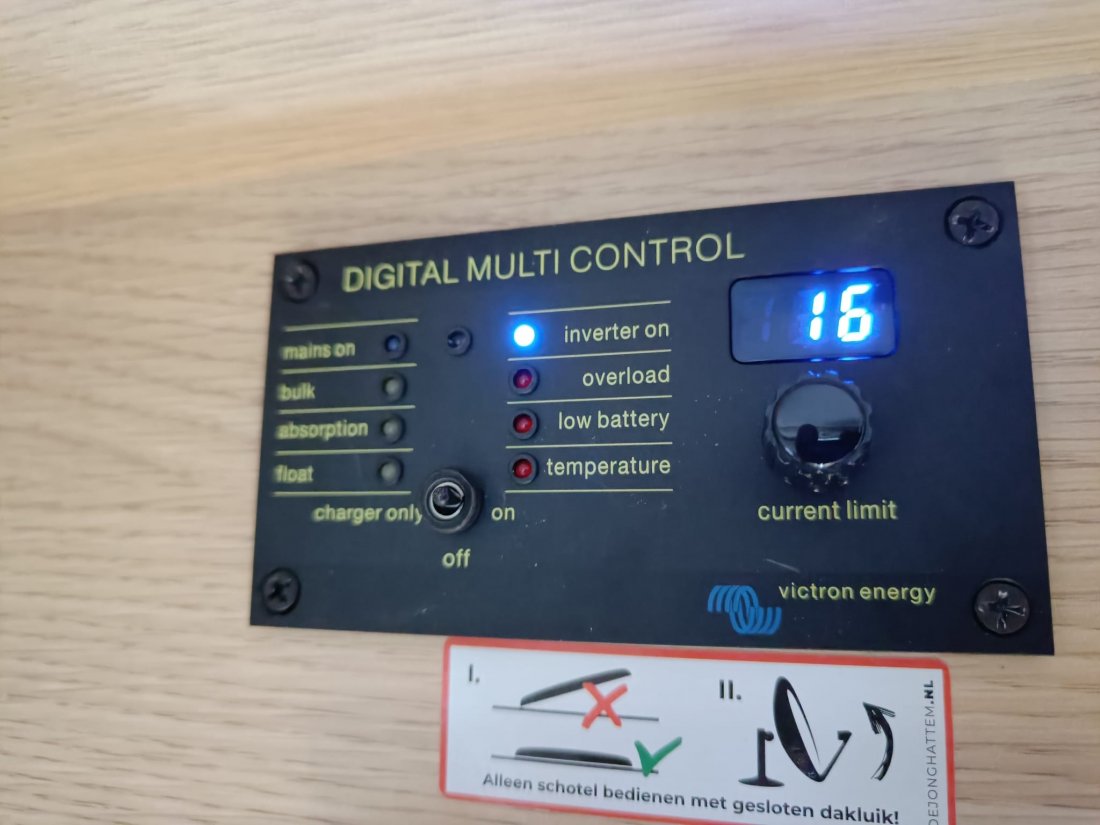 DIGITAL MULTI CONTROL
16
mains on
inverter on
bulk
overload
absorption
low battery
float
temperature
charger only
on
off
current limit
victron energy
I.
II.
Alleen schotel bedienen met gesloten dakluik!
DEJONGHATTEM.NL